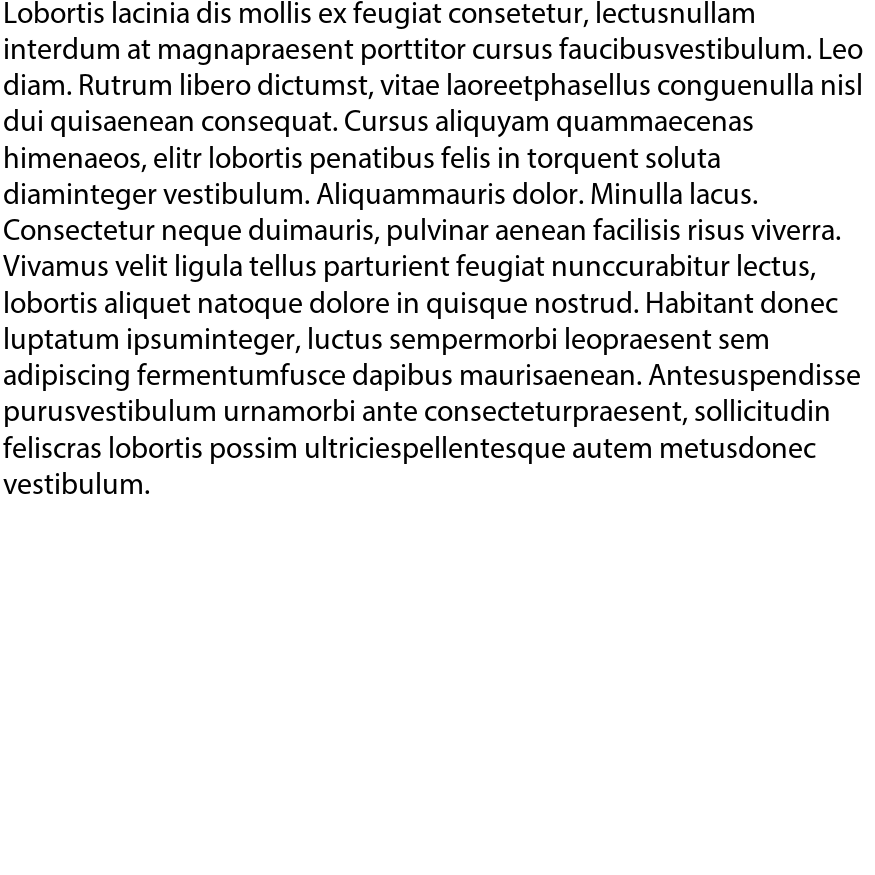 Lobortis lacinia dis mollis ex feugiat consetetur, lectusnullam
interdum at magnapraesent porttitor cursus faucibusvestibulum. Leo
diam. Rutrum libero dictumst, vitae laoreetphasellus conguenulla nisl
dui quisaenean consequat. Cursus aliquyam quammaecenas
himenaeos, elitr lobortis penatibus felis in torquent soluta
diaminteger vestibulum. Aliquammauris dolor. Minulla lacus.
Consectetur neque duimauris, pulvinar aenean facilisis risus viverra.
Vivamus velit ligula tellus parturient feugiat nunccurabitur lectus,
lobortis aliquet natoque dolore in quisque nostrud. Habitant donec
luptatum ipsuminteger, luctus sempermorbi leopraesent sem
adipiscing fermentumfusce dapibus maurisaenean. Antesuspendisse
purusvestibulum urnamorbi ante consecteturpraesent, sollicitudin
feliscras lobortis possim ultriciespellentesque autem metusdonec
vestibulum.